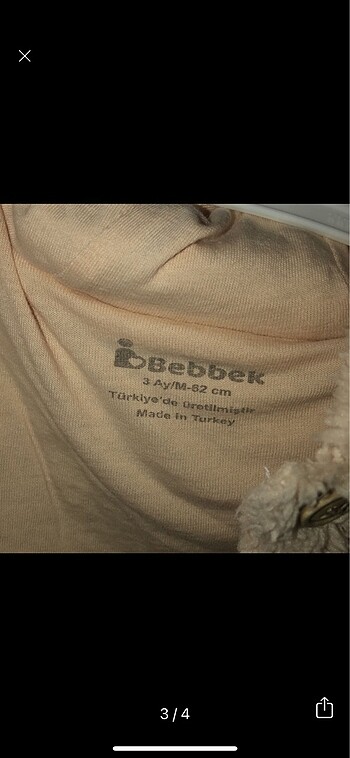 Bebbek
3 Ay/M-62 cm
Türkiye'de üretilmiştir
Made in Turkey
3 / 4